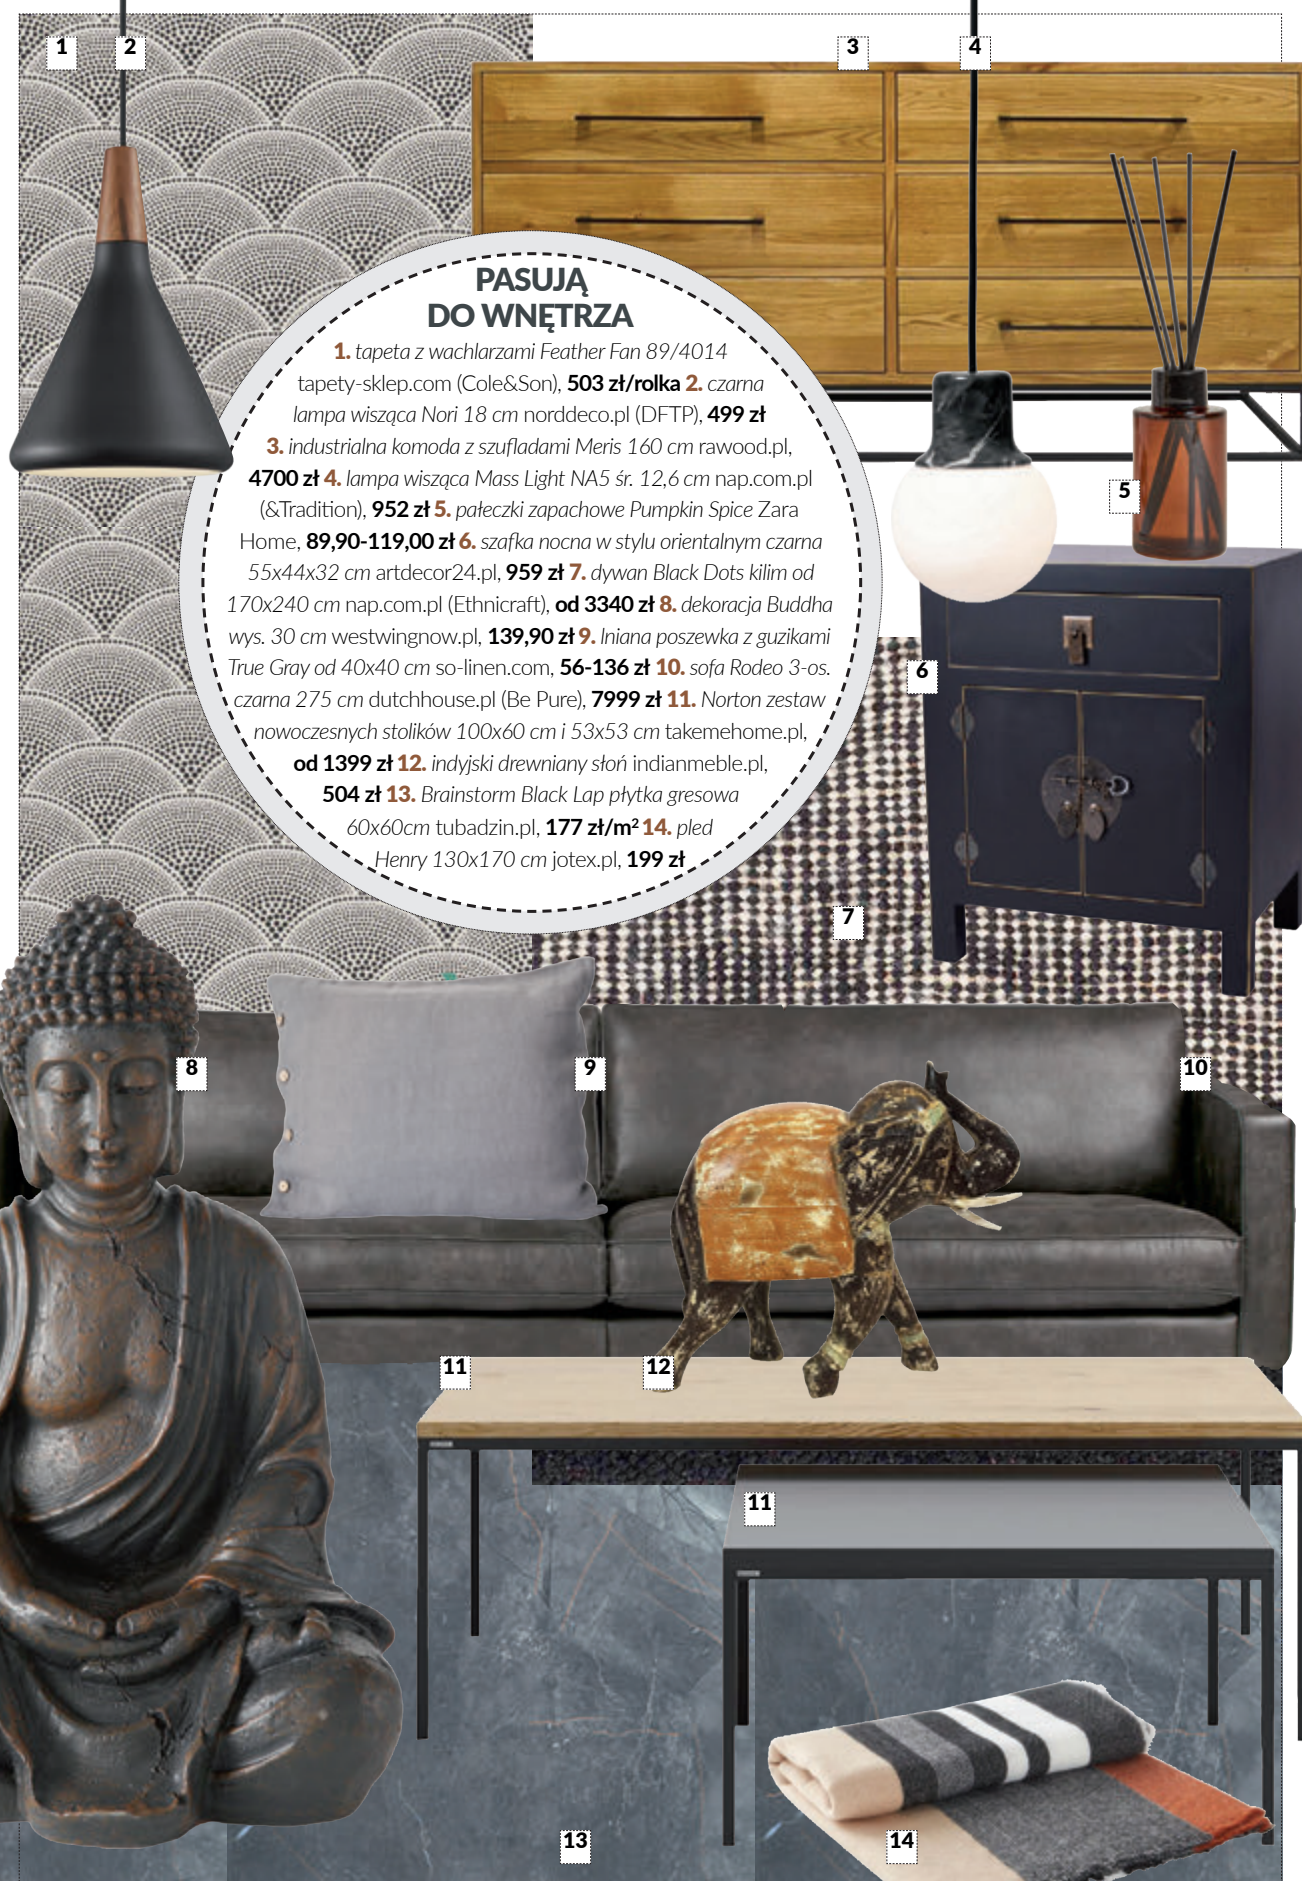 1
2
3
4
PASUJĄ
DO WNĘTRZA
1. tapeta z wachlarzami Feather Fan 89/4014
tapety-sklep.com (Cole&Son), 503 zł/rolka 2. czarna
lampa wisząca Nori 18 cm norddeco.pl (DFTP), 499 zł
3. industrialna komoda z szufladami Meris 160 cm rawood.pl,
4700 zł 4. lampa wisząca Mass Light NA5 śr. 12,6 cm nap.com.pl
(&Tradition), 952 zł 5. pałeczki zapachowe Pumpkin Spice Zara
Home, 89,90-119,00 zł 6. szafka nocna w stylu orientalnym czarna
55x44x32 cm artdecor24.pl, 959 zł 7. dywan Black Dots kilim od
170x240 cm nap.com.pl (Ethnicraft), od 3340 zł 8. dekoracja Buddha
wys. 30 cm westwingnow.pl, 139,90 zł 9. lniana poszewka z guzikami
True Gray od 40x40 cm so-linen.com, 56-136 zł 10. sofa Rodeo 3-os.
czarna 275 cm dutchhouse.pl (Be Pure), 7999 zł 11. Norton zestaw
nowoczesnych stolików 100x60 cm i 53x53 cm takemehome.pl,
od 1399 zł 12. indyjski drewniany słoń indianmeble.pl,
504 zł 13. Brainstorm Black Lap płytka gresowa
60x60cm tubadzin.pl, 177 zł/m² 14. pled
Henry 130x170 cm jotex.pl, 199 zł
5
6
7
8
9
10
11
12
11
13
14